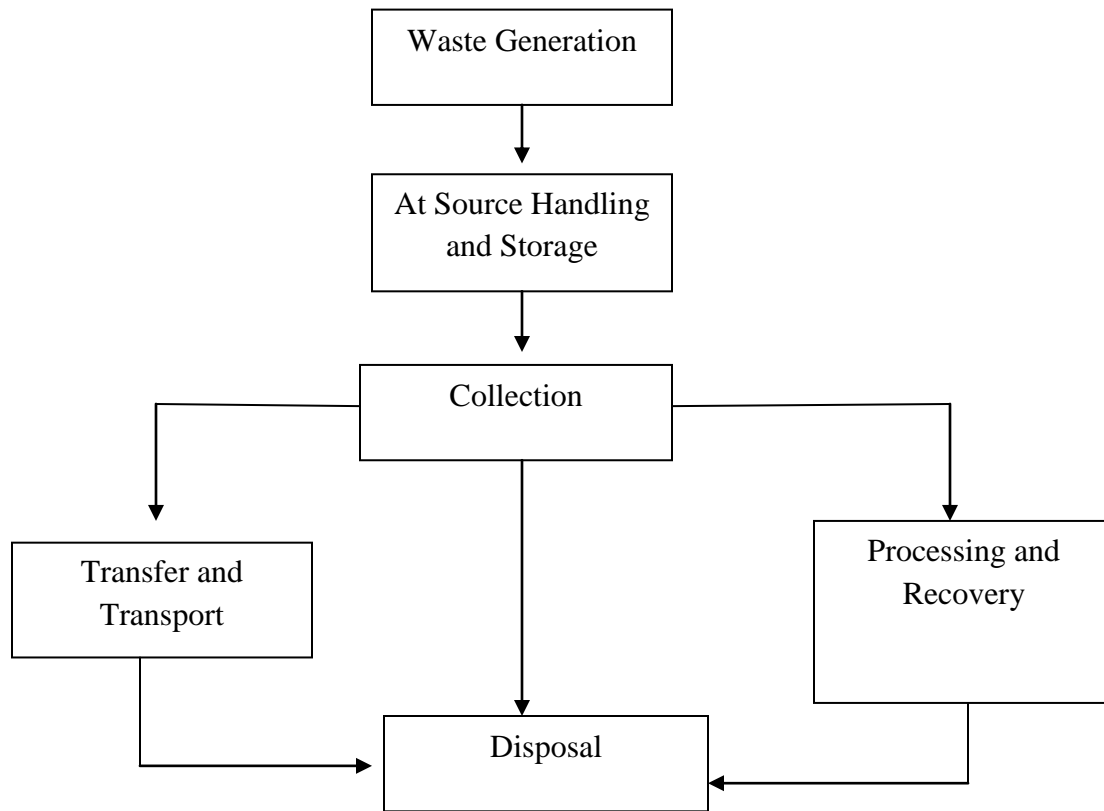 Waste Generation
At Source Handling
and Storage
Collection
Transfer and
Transport
Processing and
Recovery
Disposal